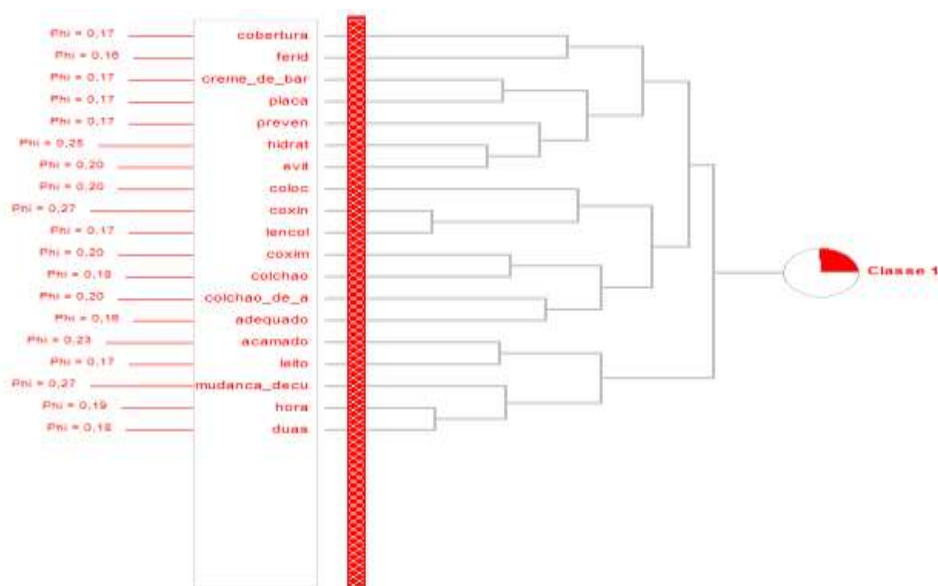 Phi = 0,17 cobertura
Phi = 0,16 ferid
Phi = 0,17 creme_de_bar
Phi = 0,17 placa
Phi = 0,17 preven
Phi = 0,25 hidrat
Phi = 0,20 evit
Phi = 0,20 coloc
Phi = 0,27 coxin
Phi = 0,17 lencol
Phi = 0,20 coxim
Phi = 0,18 colchao
Phi = 0,20 colchao_de_a
Phi = 0,18 adequado
Phi = 0,23 acamado
Phi = 0,17 leito
Phi = 0,27 mudanca_decu
Phi = 0,19 hora
Phi = 0,18 duas
Classe 1